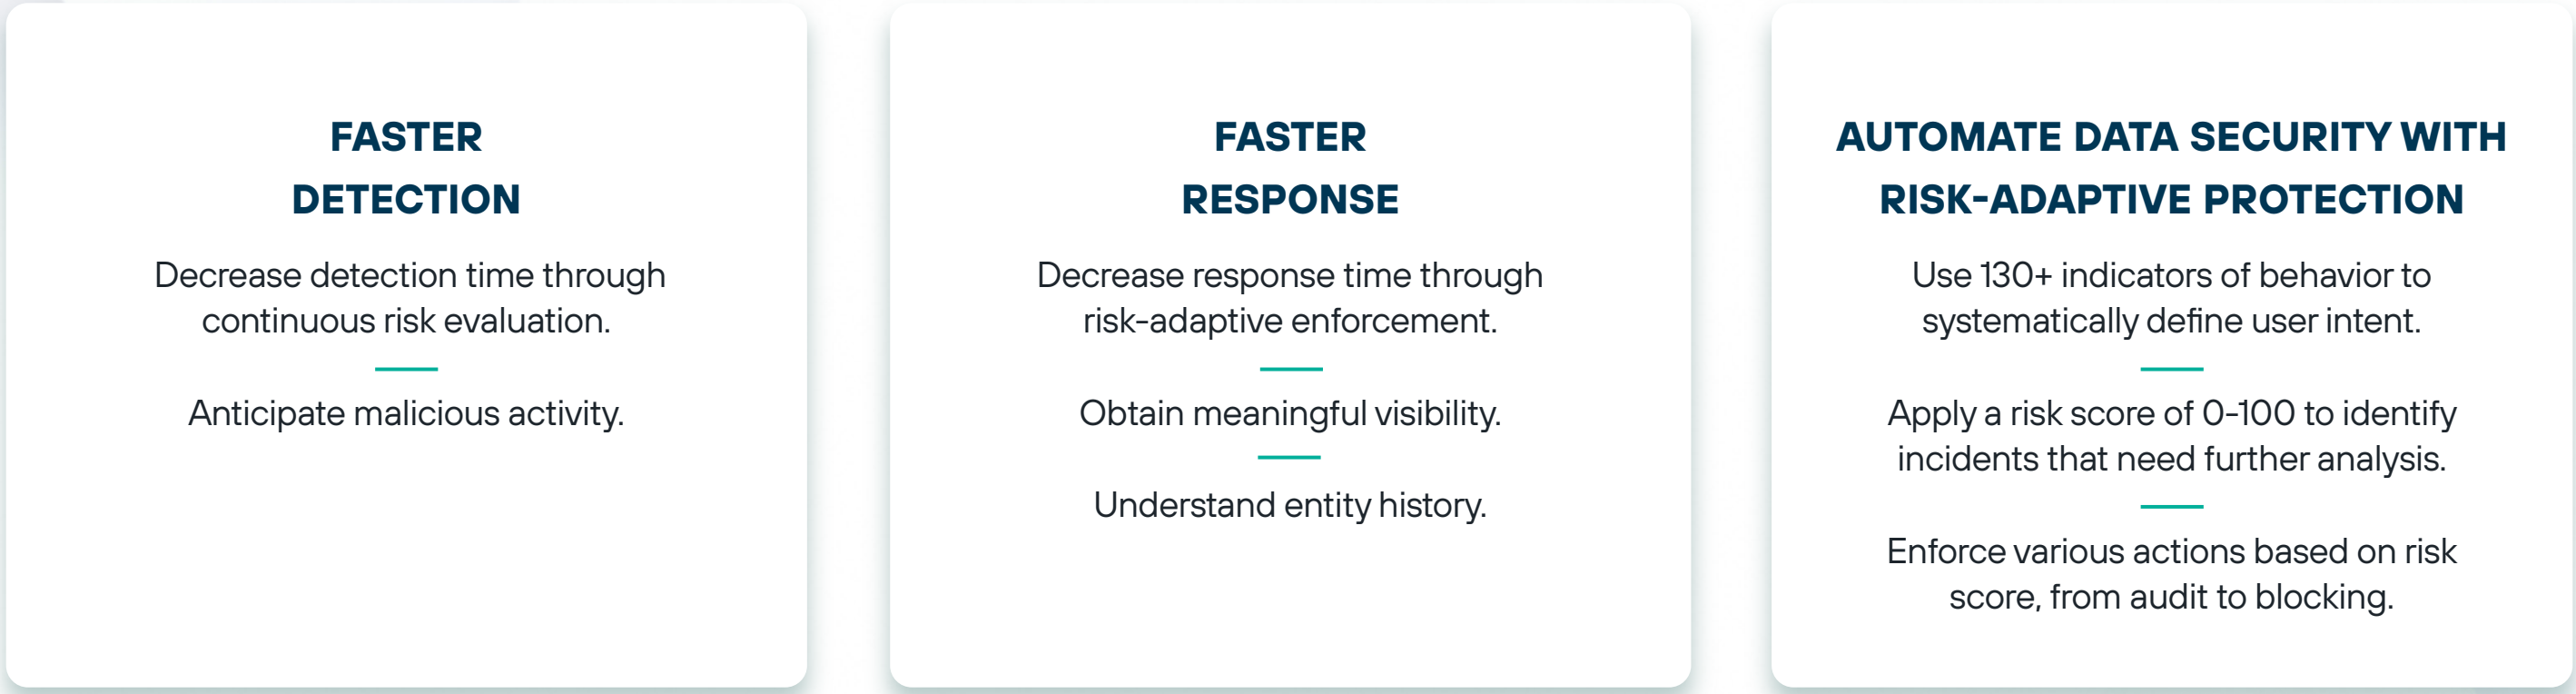 FASTER
DETECTION
Decrease detection time through
continuous risk evaluation.
Anticipate malicious activity.
FASTER
RESPONSE
Decrease response time through
risk-adaptive enforcement.
Obtain meaningful visibility.
Understand entity history.
AUTOMATE DATA SECURITY WITH
RISK-ADAPTIVE PROTECTION
Use 130+ indicators of behavior to
systematically define user intent.
Apply a risk score of 0-100 to identify
incidents that need further analysis.
Enforce various actions based on risk
score, from audit to blocking.